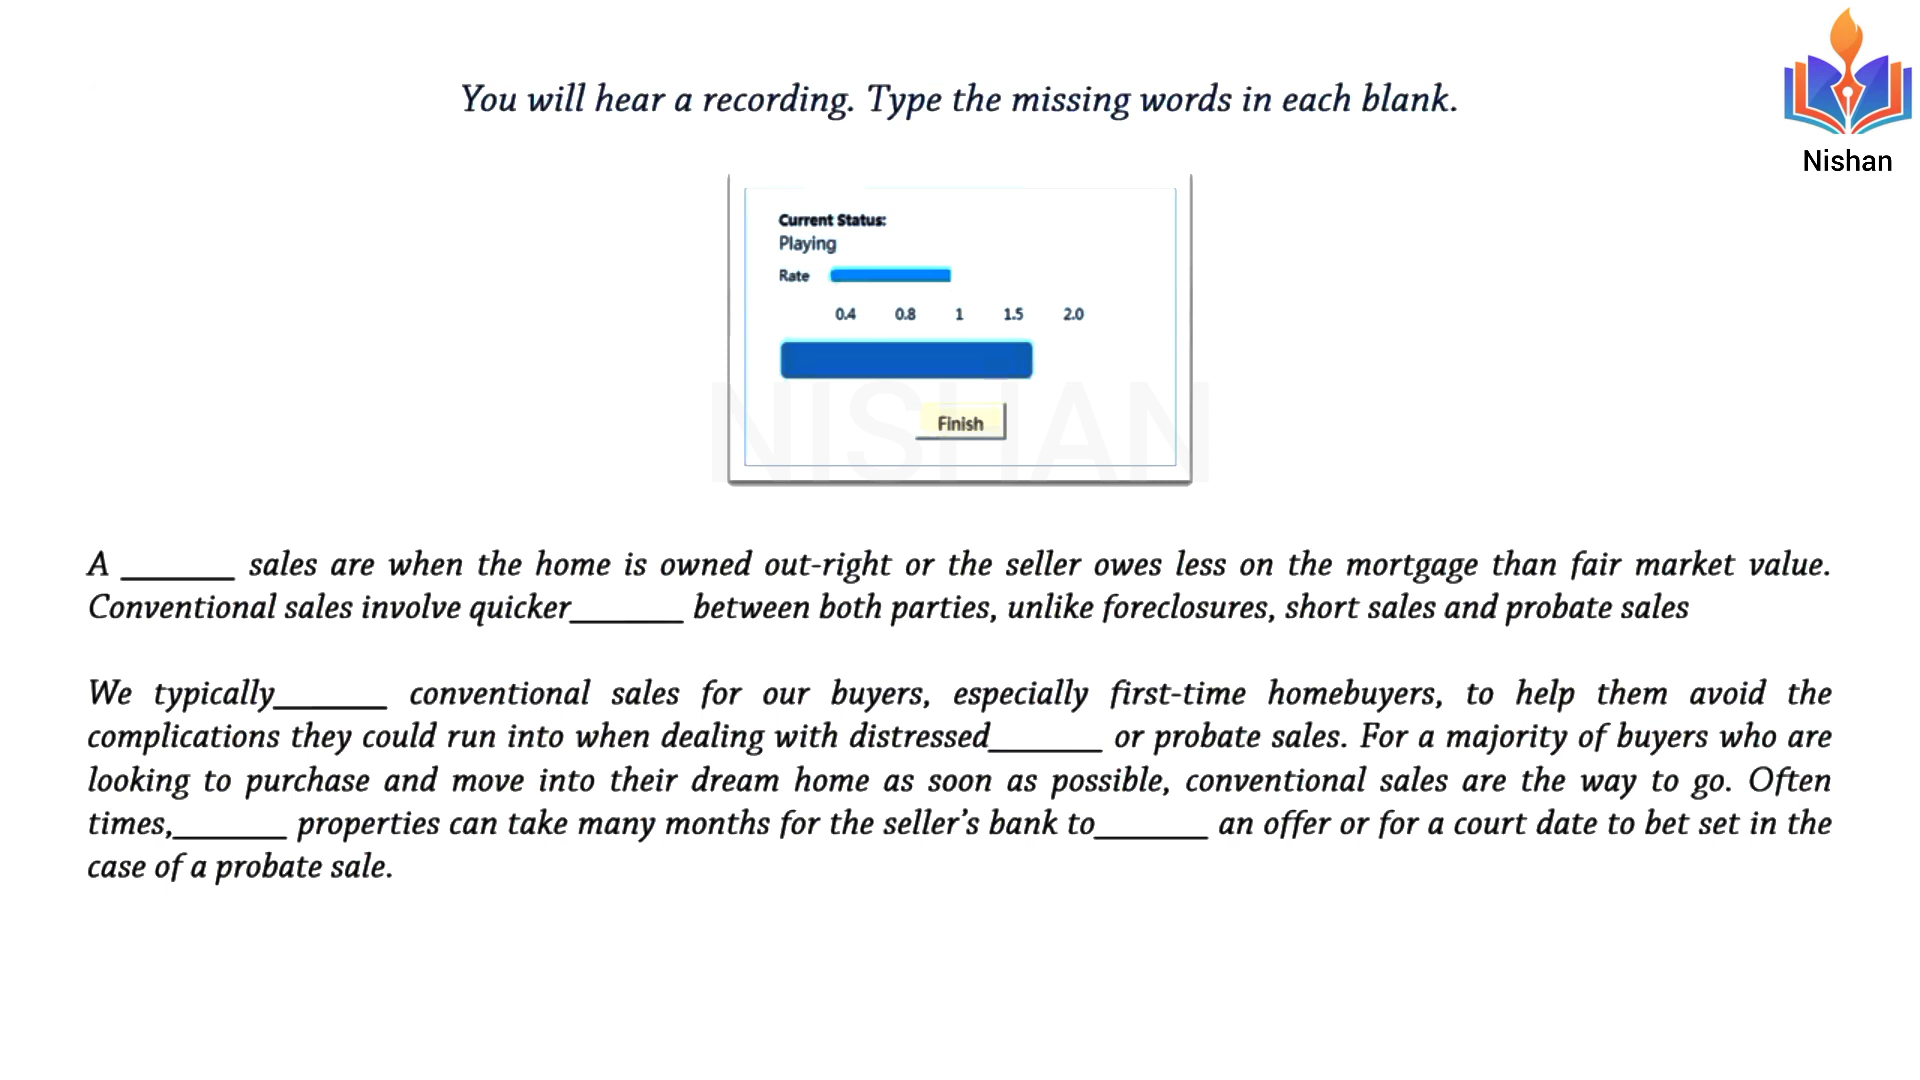 You will hear a recording. Type the missing words in each blank.
Nishan
Current Status:
Playing
Rate
0.4 0.8 1 1.5 2.0
NISHAN
Finish
A _______ sales are when the home is owned out-right or the seller owes less on the mortgage than fair market value.
Conventional sales involve quicker_______ between both parties, unlike foreclosures, short sales and probate sales
We typically_______ conventional sales for our buyers, especially first-time homebuyers, to help them avoid the
complications they could run into when dealing with distressed_______ or probate sales. For a majority of buyers who are
looking to purchase and move into their dream home as soon as possible, conventional sales are the way to go. Often
times,_______ properties can take many months for the seller’s bank to_______ an offer or for a court date to bet set in the
case of a probate sale.